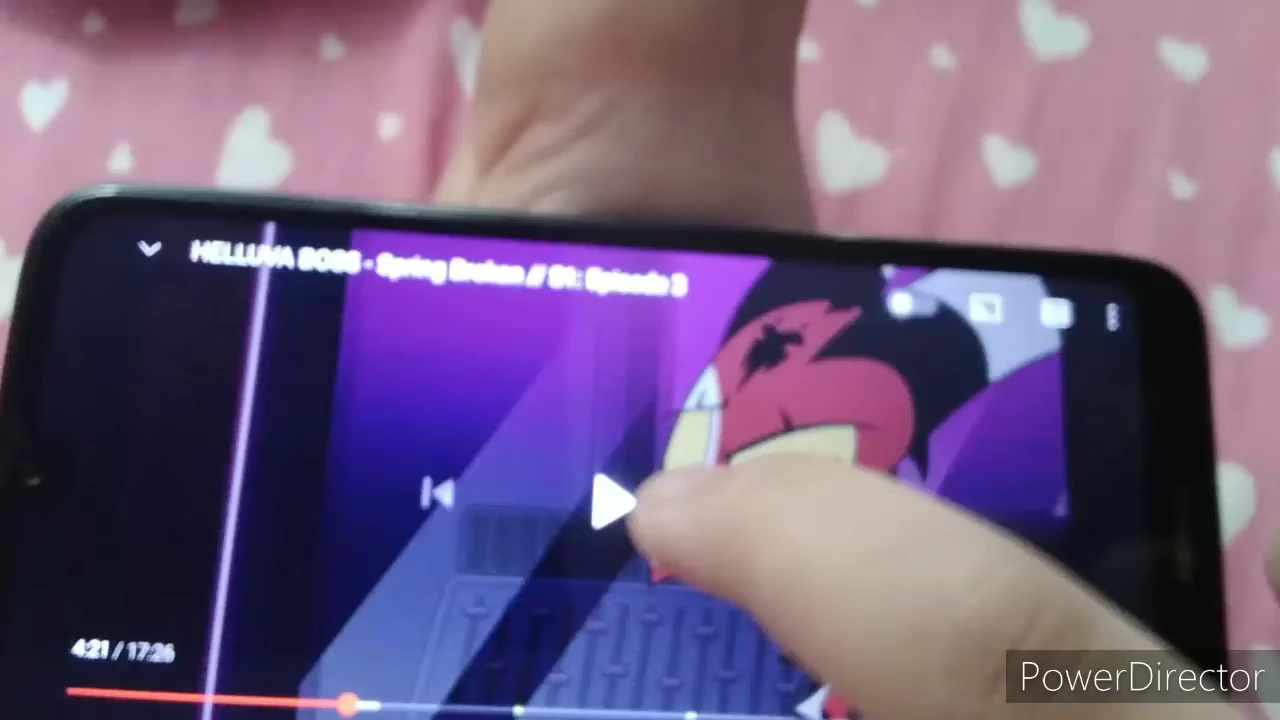 HELLUVA BOSS - Spring Broken // S1: Episode 3
4:21 / 17:26
PowerDirector